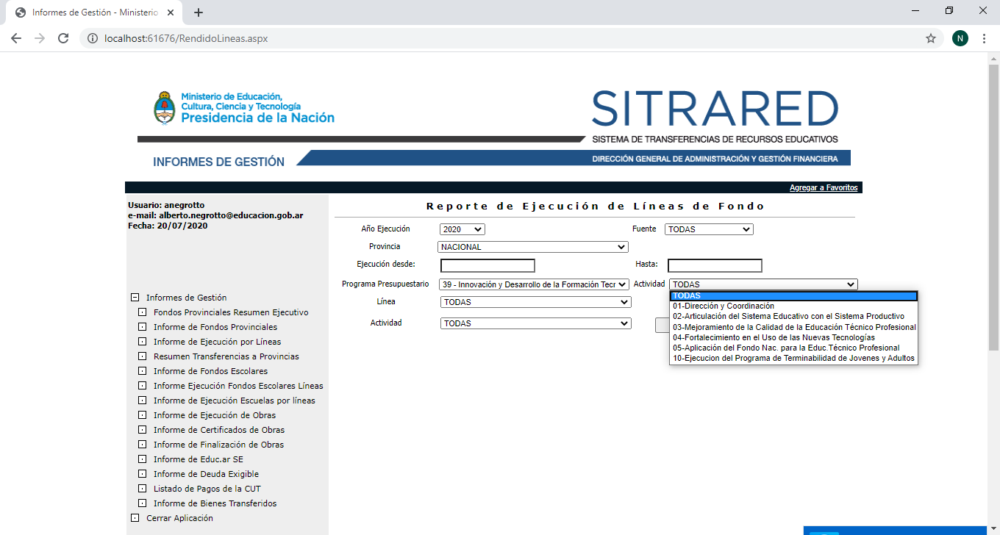 Informes de Gestión - Ministerio
localhost:61676/RendidoLineas.aspx
N
Ministerio de Educación,
Cultura, Ciencia y Tecnología
Presidencia de la Nación
SITRARED
SISTEMA DE TRANSFERENCIAS DE RECURSOS EDUCATIVOS
INFORMES DE GESTIÓN
DIRECCIÓN GENERAL DE ADMINISTRACIÓN Y GESTIÓN FINANCIERA
Agregar a Favoritos
Usuario: anegrotto
e-mail: alberto.negrotto@educacion.gob.ar
Fecha: 20/07/2020
Informes de Gestión
Fondos Provinciales Resumen Ejecutivo
Informe de Fondos Provinciales
Informe de Ejecución por Líneas
Resumen Transferencias a Provincias
Informe de Fondos Escolares
Informe Ejecución Fondos Escolares Líneas
Informe de Ejecución Escuelas por líneas
Informe de Ejecución de Obras
Informe de Certificados de Obras
Informe de Finalización de Obras
Informe de Educ.ar SE
Informe de Deuda Exigible
Listado de Pagos de la CUT
Informe de Bienes Transferidos
Cerrar Aplicación
Reporte de Ejecución de Líneas de Fondo
Año Ejecución 2020 Fuente TODAS
Provincia NACIONAL
Ejecución desde: Hasta:
Programa Presupuestario 39 - Innovación y Desarrollo de la Formación Tecr Actividad TODAS
Línea TODAS
Actividad TODAS
TODAS
01-Dirección y Coordinación
02-Articulación del Sistema Educativo con el Sistema Productivo
03-Mejoramiento de la Calidad de la Educación Técnico Profesional
04-Fortalecimiento en el Uso de las Nuevas Tecnologías
05-Aplicación del Fondo Nac. para la Educ.Técnico Profesional
10-Ejecucion del Programa de Terminabilidad de Jovenes y Adultos